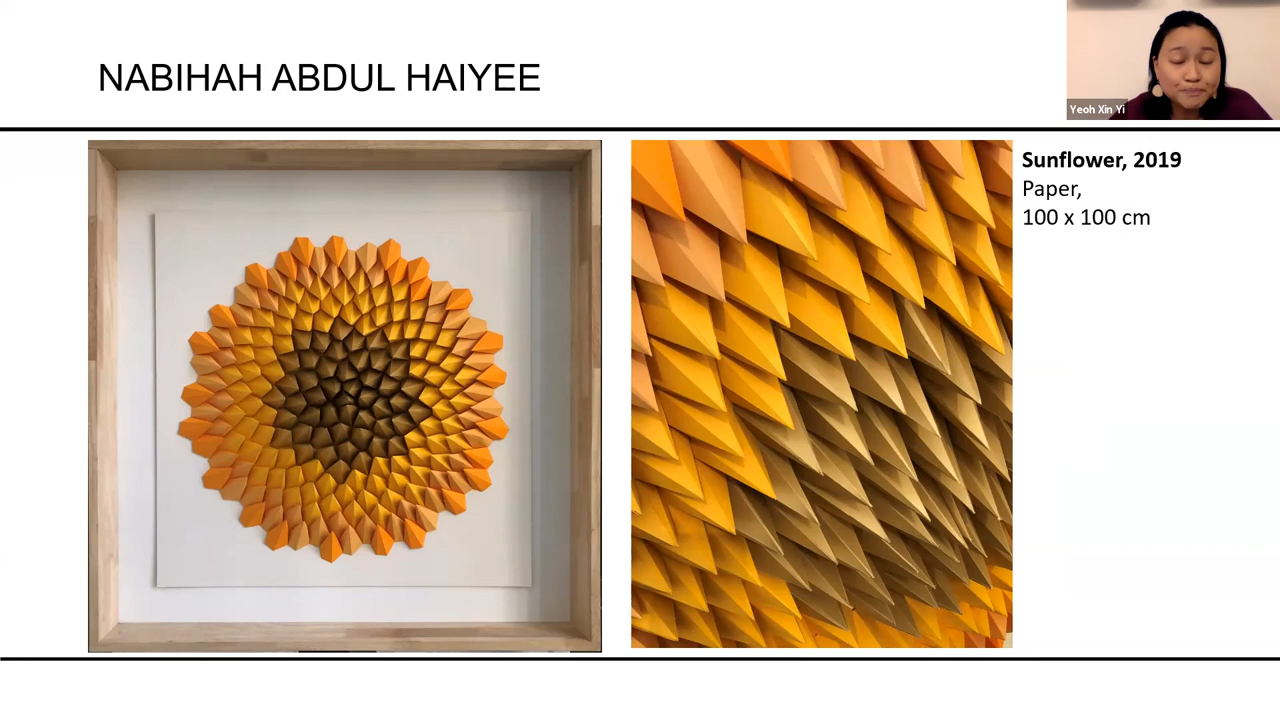 NABIHAH ABDUL HAIYEE
Yeoh Xin Yi
Sunflower, 2019
Paper,
100 x 100 cm